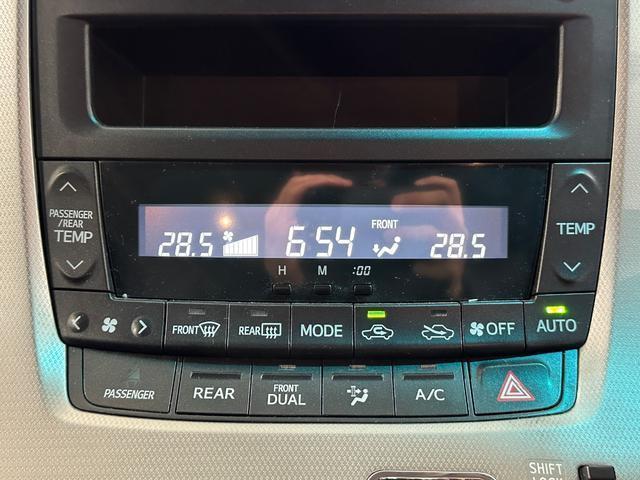 PASSENGER
/REAR
TEMP
28.5
6:54
FRONT
28.5
TEMP
H M :00
FRONT
REAR
MODE
OFF
AUTO
PASSENGER
REAR
FRONT
DUAL
A/C
SHIFT
LOCK